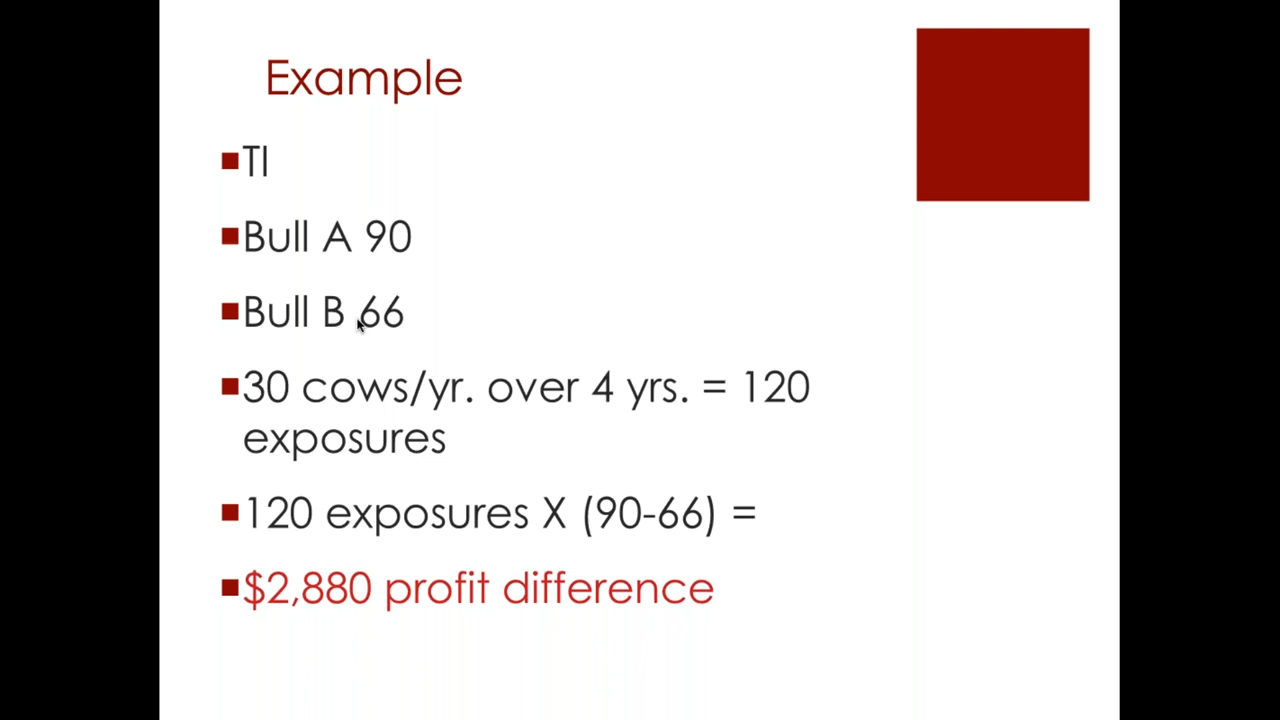 Example
TI
Bull A 90
Bull B 66
30 cows/yr. over 4 yrs. = 120
exposures
120 exposures X (90-66) =
$2,880 profit difference